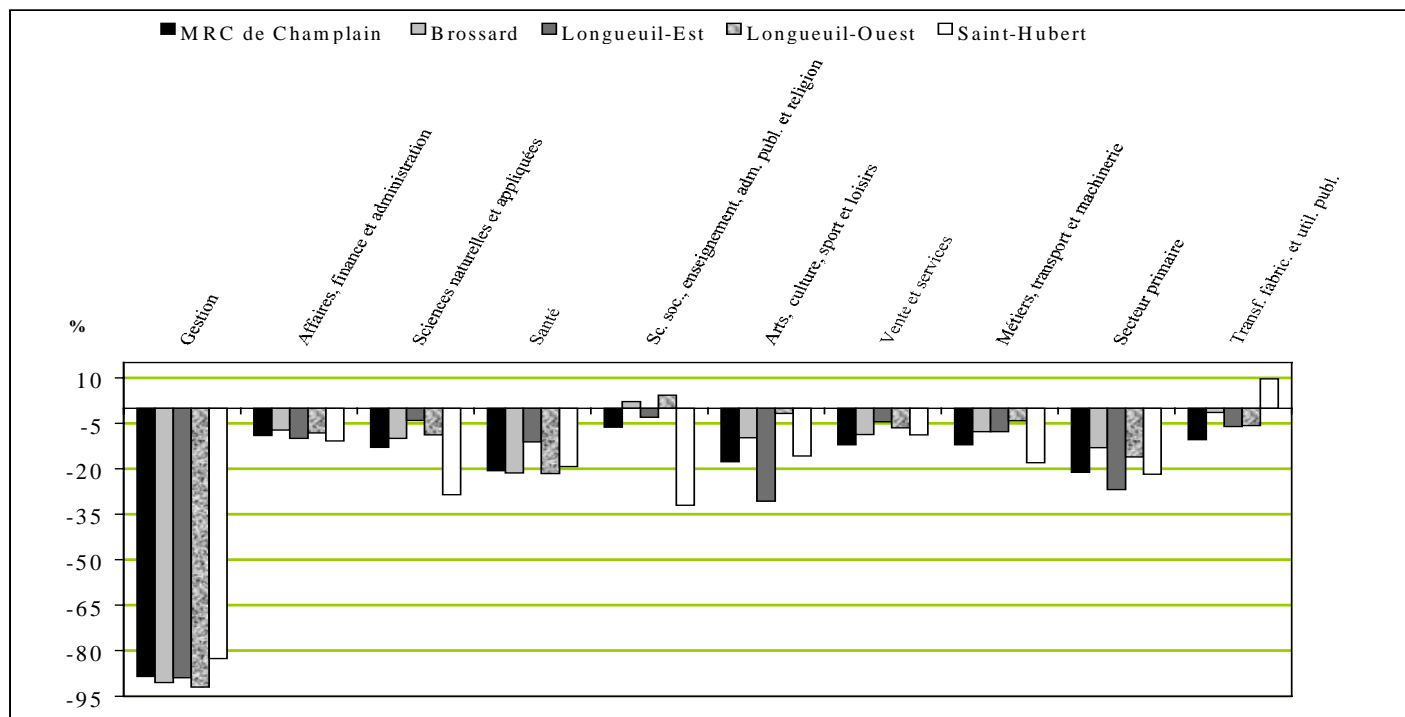 MRC de Champlain Brossard Longueuil-Est Longueuil-Ouest Saint-Hubert
Gestion
Affaires, finance et administration
Sciences naturelles et appliquées
Santé
Sc. soc., enseignement, adm. publ. et religion
Arts, culture, sport et loisirs
Vente et services
Métiers, transport et machinerie
Secteur primaire
Transf. fabric. et util. publ.
%
10
-5
-20
-35
-50
-65
-80
-95